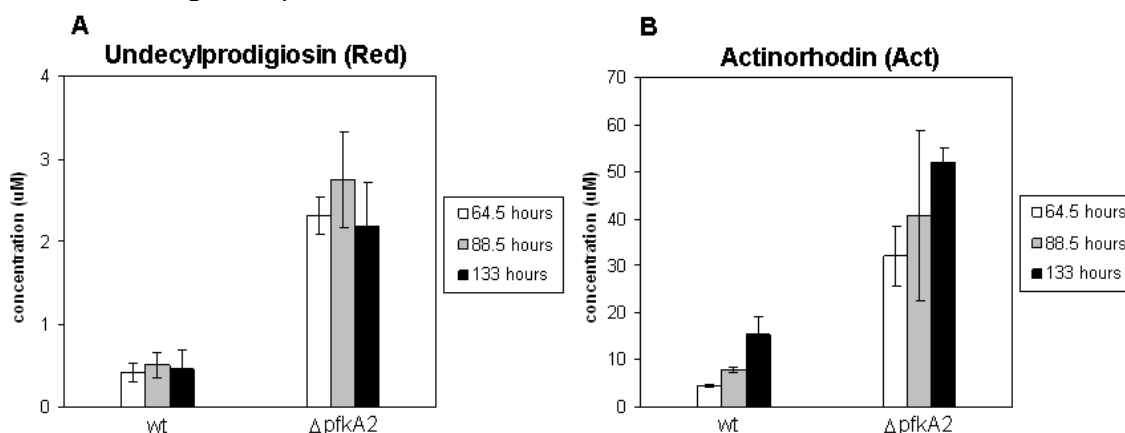 A
Undecylprodigiosin (Red)
concentration (uM)
4
3
2
1
0
wt
ΔpfkA2
64.5 hours
88.5 hours
133 hours
B
Actinorhodin (Act)
concentration (uM)
70
60
50
40
30
20
10
0
wt
ΔpfkA2
64.5 hours
88.5 hours
133 hours